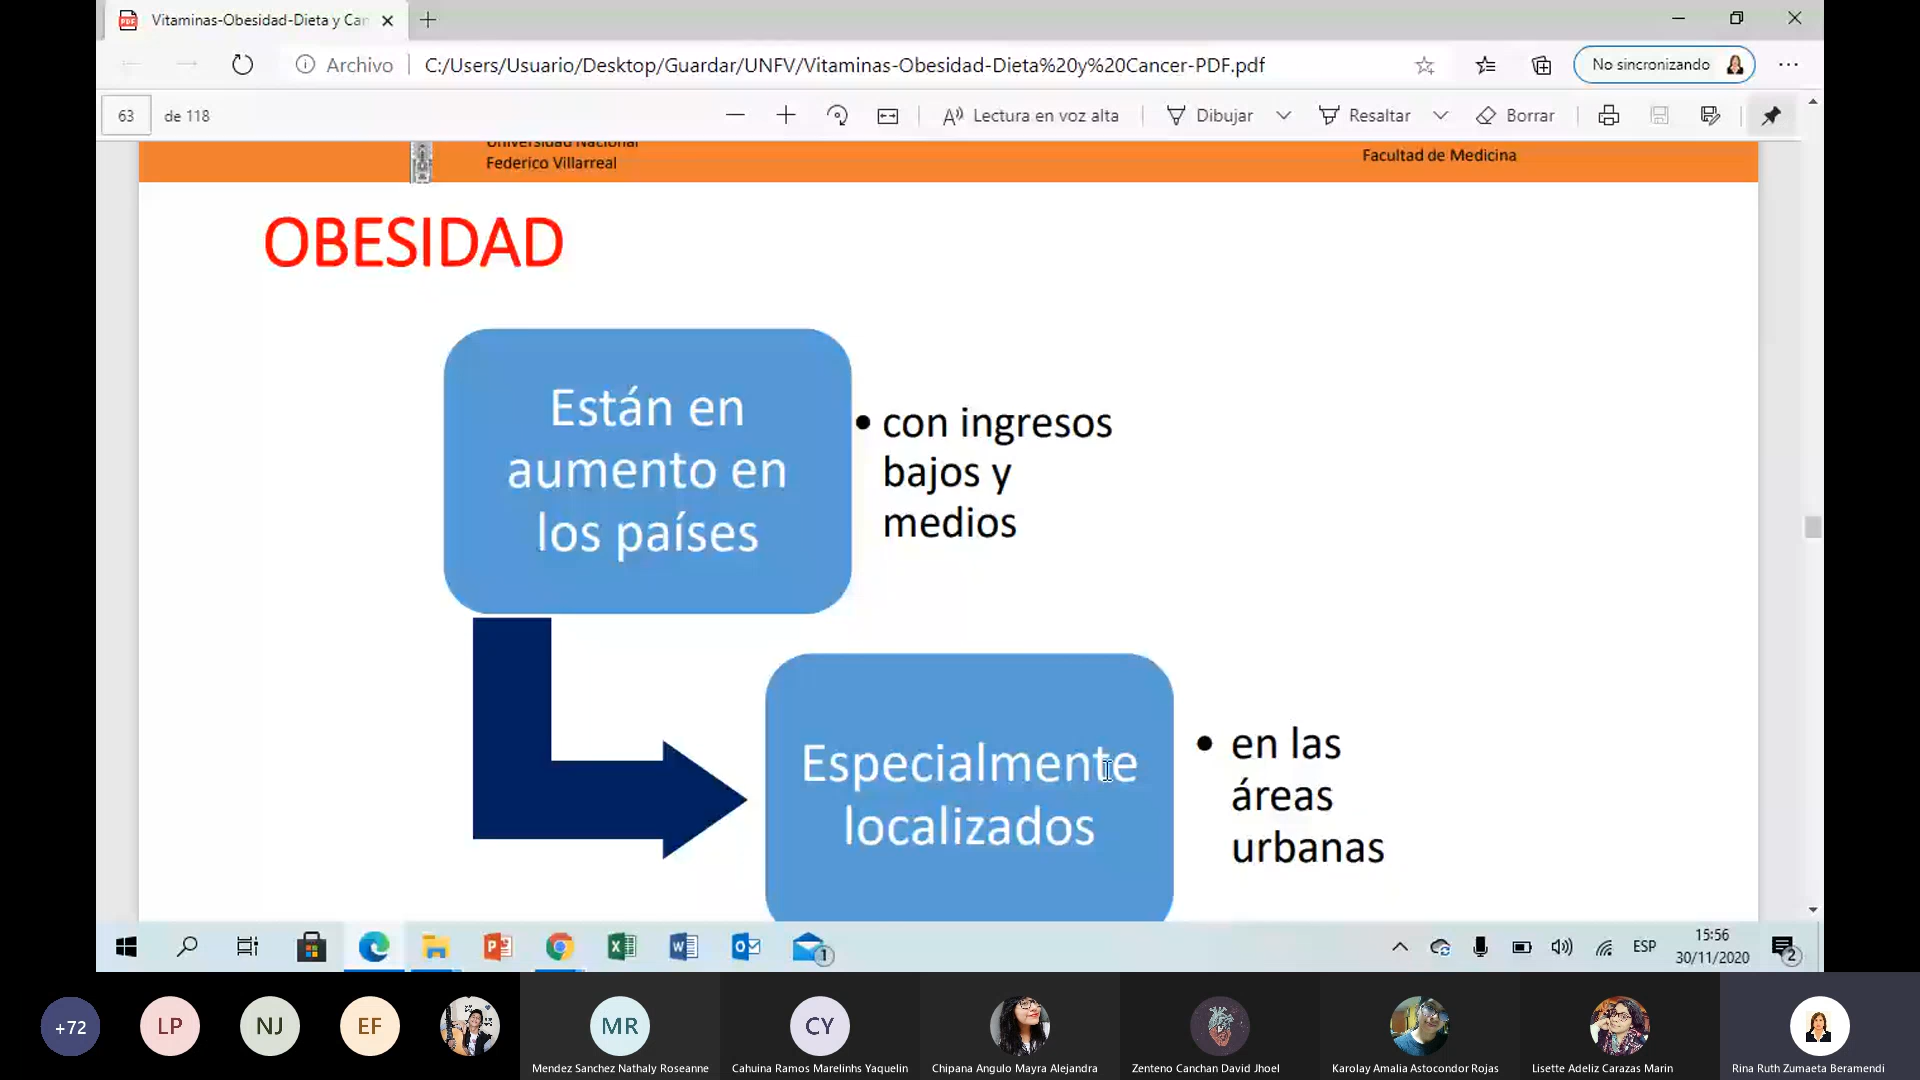 Vitaminas-Obesidad-Dieta y Car
Archivo
C:/Users/Usuario/Desktop/Guardar/UNFV/Vitaminas-Obesidad-Dieta%20y%20Cancer-PDF.pdf
No sincronizando
63 de 118
Lectura en voz alta
Dibujar
Resaltar
Borrar
Universidad Nacional
Federico Villarreal
Facultad de Medicina
OBESIDAD
Están en
aumento en
los países
• con ingresos
bajos y
medios
Especialmente
localizados
• en las
áreas
urbanas
ESP
15:56
30/11/2020
2
1
+72
LP
NJ
EF
MR
CY
Mendez Sanchez Nathaly Roseanne
Cahuina Ramos Marelinhs Yaquelin
Chipana Angulo Mayra Alejandra
Zenteno Canchan David Jhoel
Karolay Amalia Astocondor Rojas
Lisette Adeliz Carazas Marin
Rina Ruth Zumaeta Beramendi